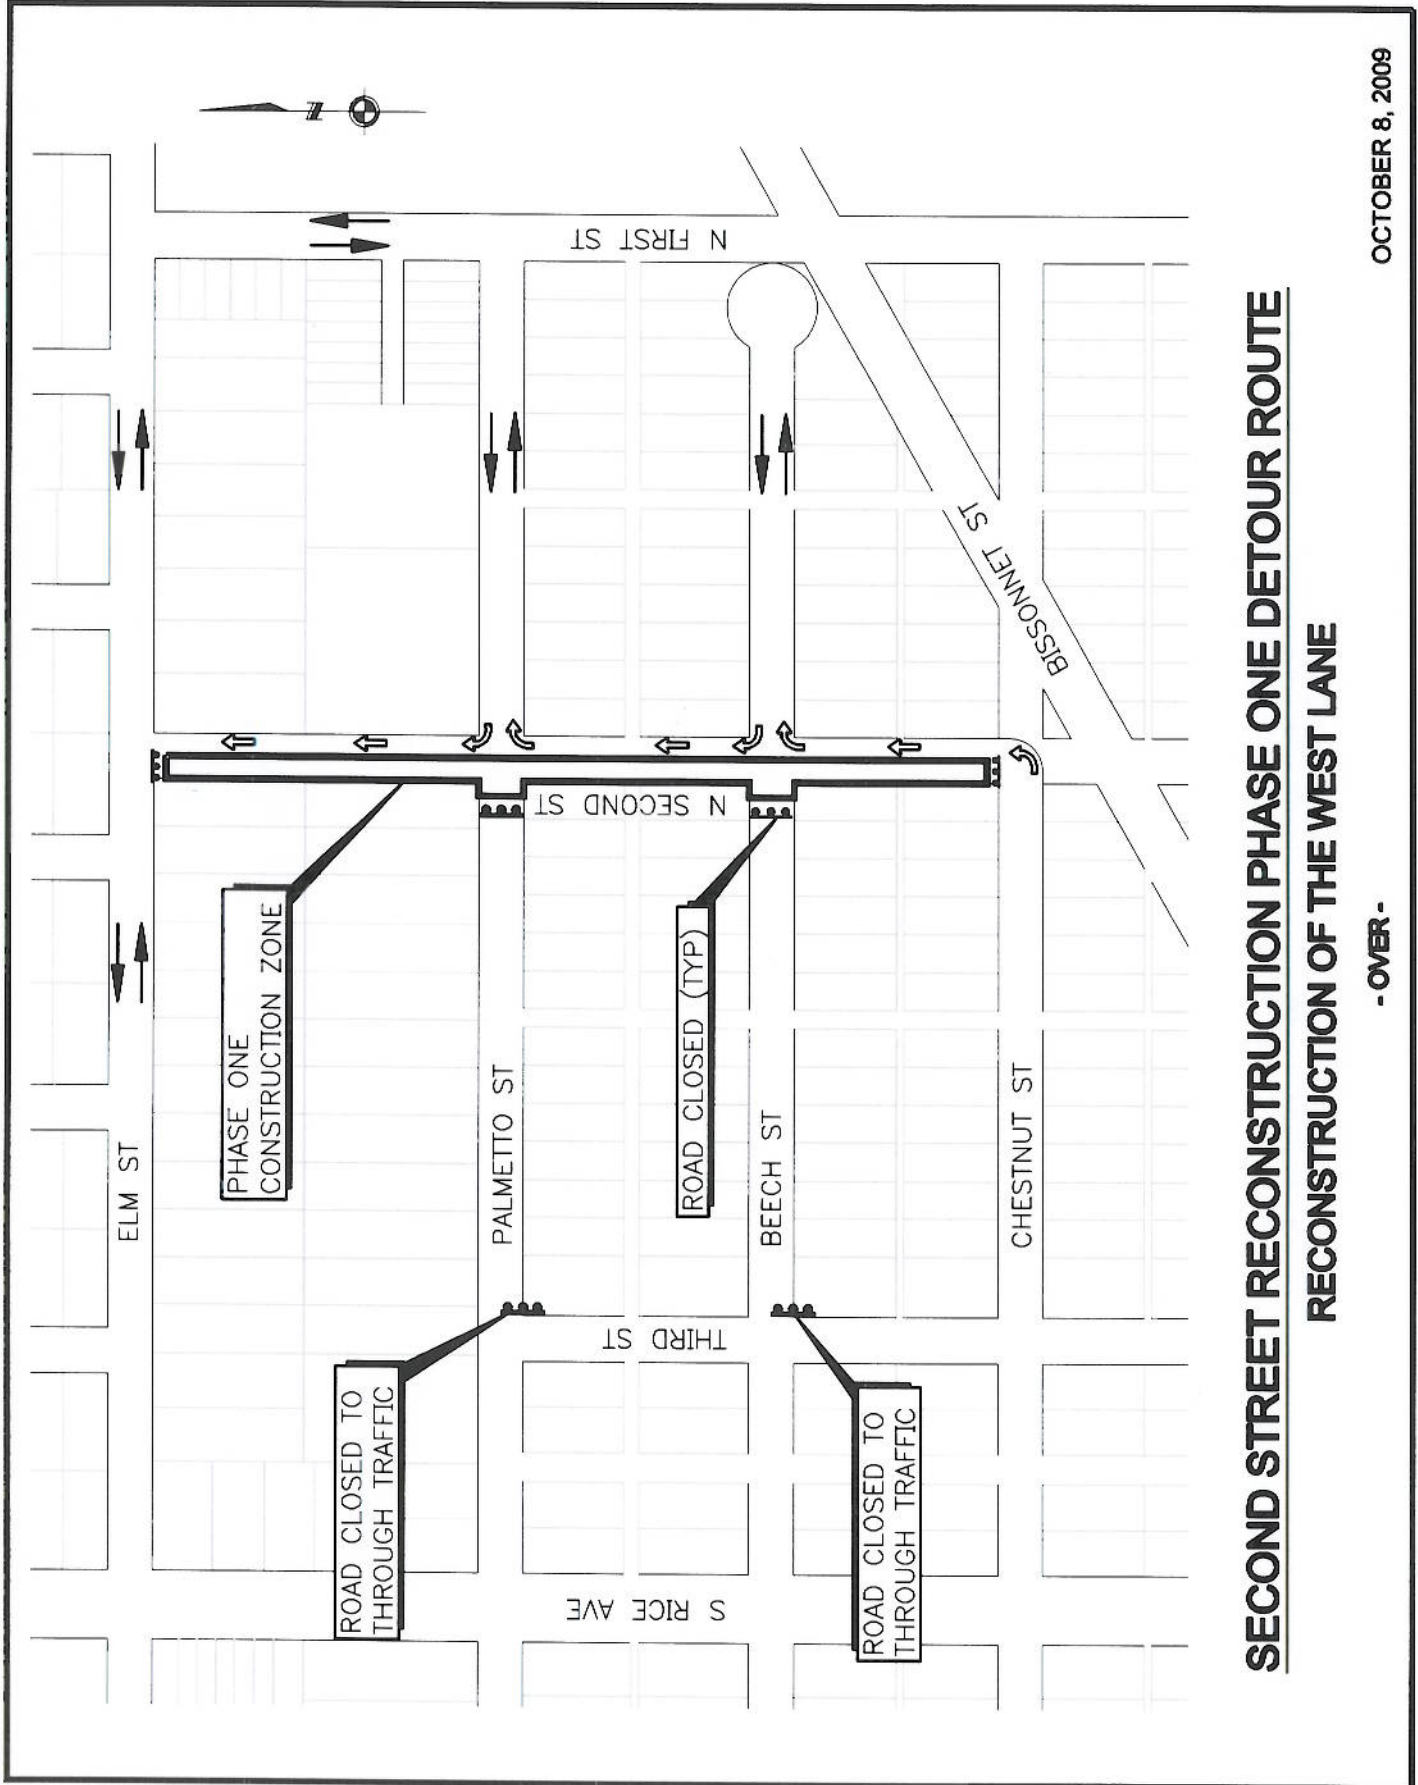 N
ELM ST
PHASE ONE
CONSTRUCTION ZONE
ROAD CLOSED TO
THROUGH TRAFFIC
PALMETTO ST
S RICE AVE
THIRD ST
N SECOND ST
N FIRST ST
ROAD CLOSED (TYP)
BEECH ST
ROAD CLOSED TO
THROUGH TRAFFIC
BISSONNET ST
CHESTNUT ST
SECOND STREET RECONSTRUCTION PHASE ONE DETOUR ROUTE
RECONSTRUCTION OF THE WEST LANE
- OVER -
OCTOBER 8, 2009